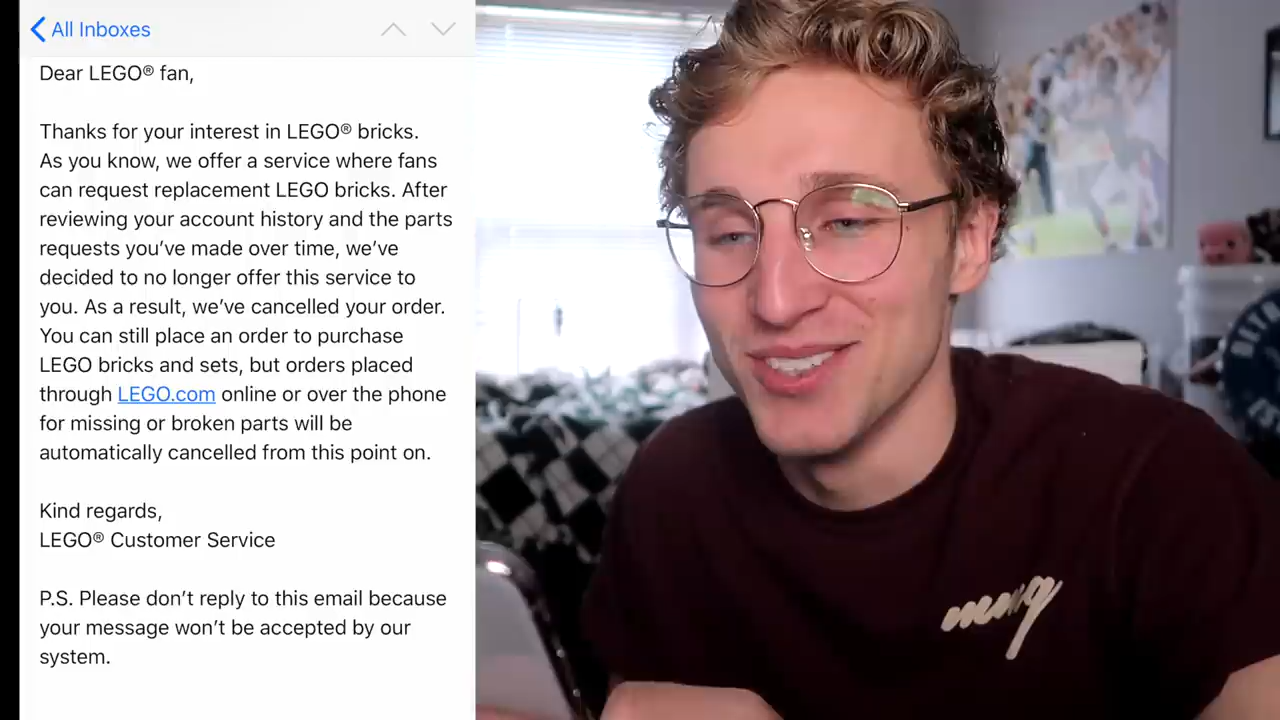 All Inboxes
Dear LEGO® fan,
Thanks for your interest in LEGO® bricks.
As you know, we offer a service where fans
can request replacement LEGO bricks. After
reviewing your account history and the parts
requests you’ve made over time, we’ve
decided to no longer offer this service to
you. As a result, we’ve cancelled your order.
You can still place an order to purchase
LEGO bricks and sets, but orders placed
through LEGO.com online or over the phone
for missing or broken parts will be
automatically cancelled from this point on.
Kind regards,
LEGO® Customer Service
P.S. Please don’t reply to this email because
your message won’t be accepted by our
system.